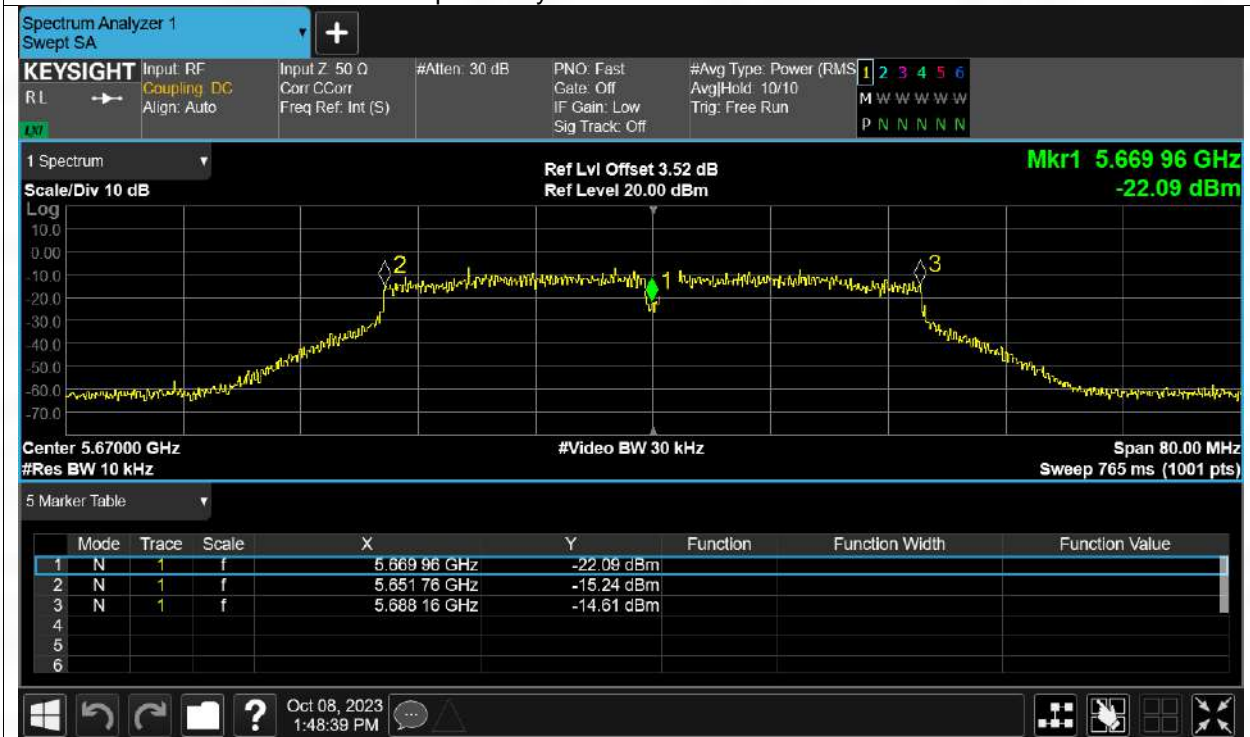 Spectrum Analyzer 1
Swept SA
+
KEYSIGHT Input: RF Input Z: 50 Ω #Atten: 30 dB PNO: Fast #Avg Type: Power (RMS 1 2 3 4 5 6
RL Coupling: DC Corr CCorr Gate: Off Avg|Hold: 10/10 M W W W W W
Align: Auto Freq Ref: Int (S) IF Gain: Low Trig: Free Run
LXI Sig Track: Off P N N N N N
1 Spectrum Ref Lvl Offset 3.52 dB Mkr1 5.669 96 GHz
Scale/Div 10 dB Ref Level 20.00 dBm -22.09 dBm
Log
10.0
0.00
2 3
-10.0
1
-20.0
-30.0
-40.0
-50.0
-60.0
-70.0
Center 5.67000 GHz #Video BW 30 kHz Span 80.00 MHz
#Res BW 10 kHz Sweep 765 ms (1001 pts)
5 Marker Table
Mode Trace Scale X Y Function Function Width Function Value
1 N 1 f 5.669 96 GHz -22.09 dBm
2 N 1 f 5.651 76 GHz -15.24 dBm
3 N 1 f 5.688 16 GHz -14.61 dBm
4
5
6
? Oct 08, 2023
1:48:39 PM